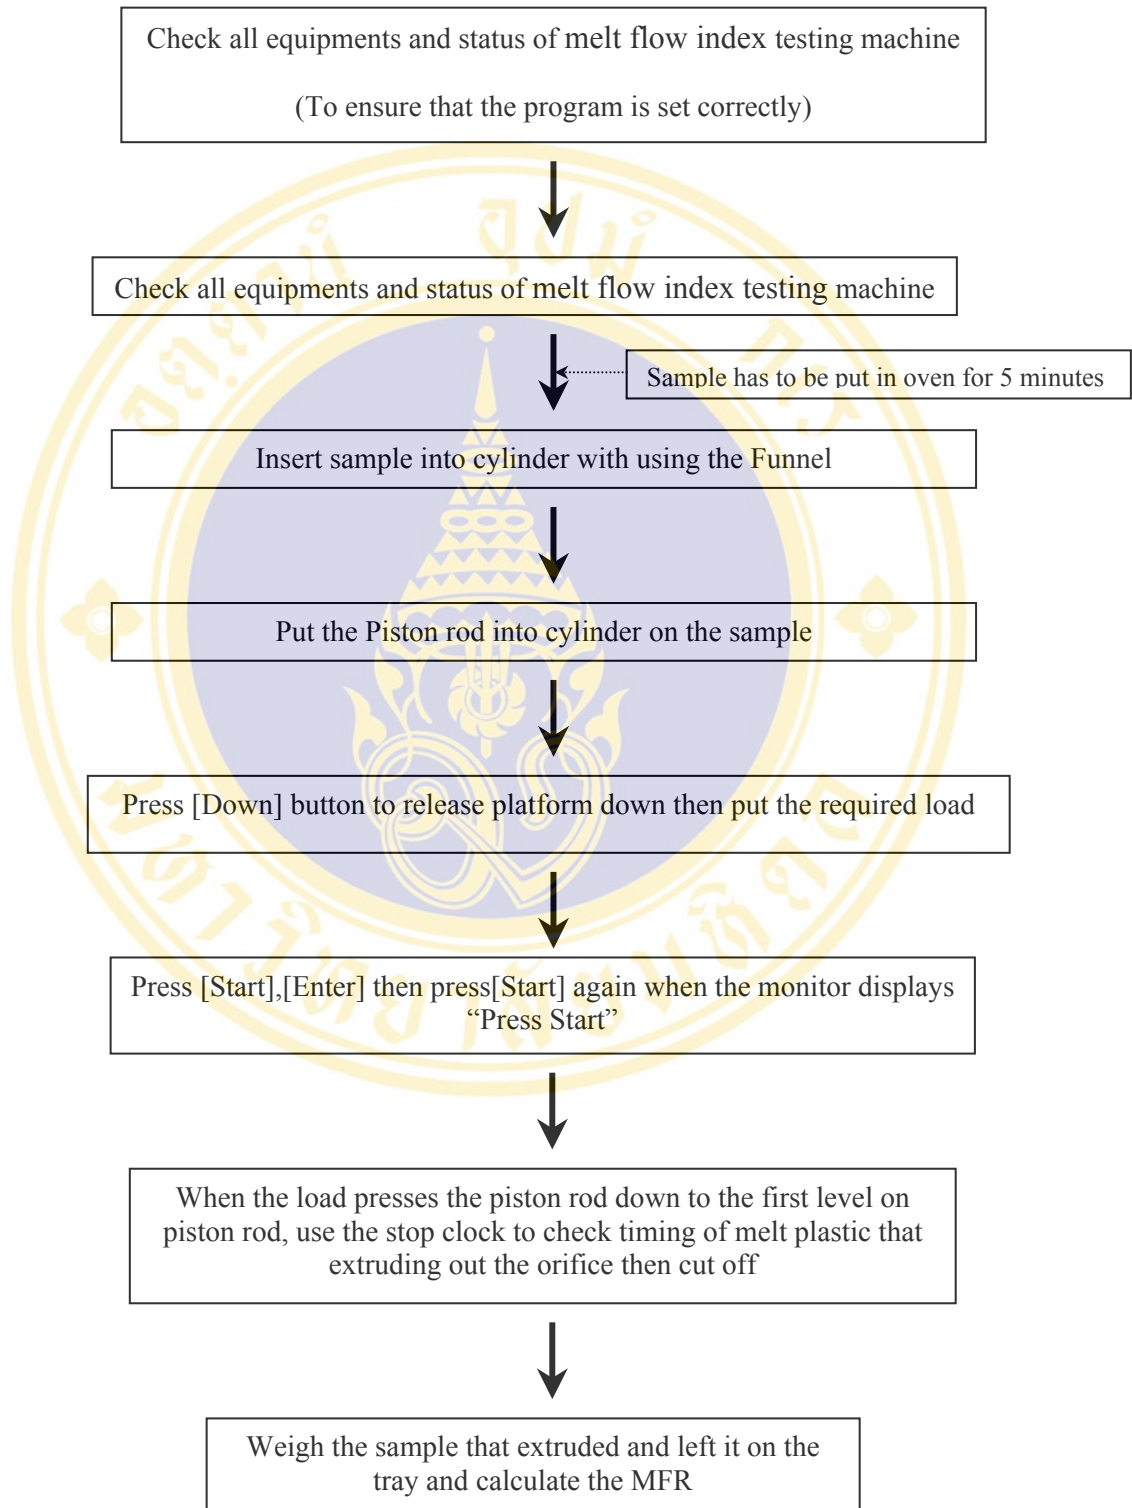 Check all equipments and status of melt flow index testing machine
(To ensure that the program is set correctly)
Check all equipments and status of melt flow index testing machine
Sample has to be put in oven for 5 minutes
Insert sample into cylinder with using the Funnel
Put the Piston rod into cylinder on the sample
Press [Down] button to release platform down then put the required load
Press [Start],[Enter] then press[Start] again when the monitor displays
“Press Start”
When the load presses the piston rod down to the first level on
piston rod, use the stop clock to check timing of melt plastic that
extruding out the orifice then cut off
Weigh the sample that extruded and left it on the
tray and calculate the MFR